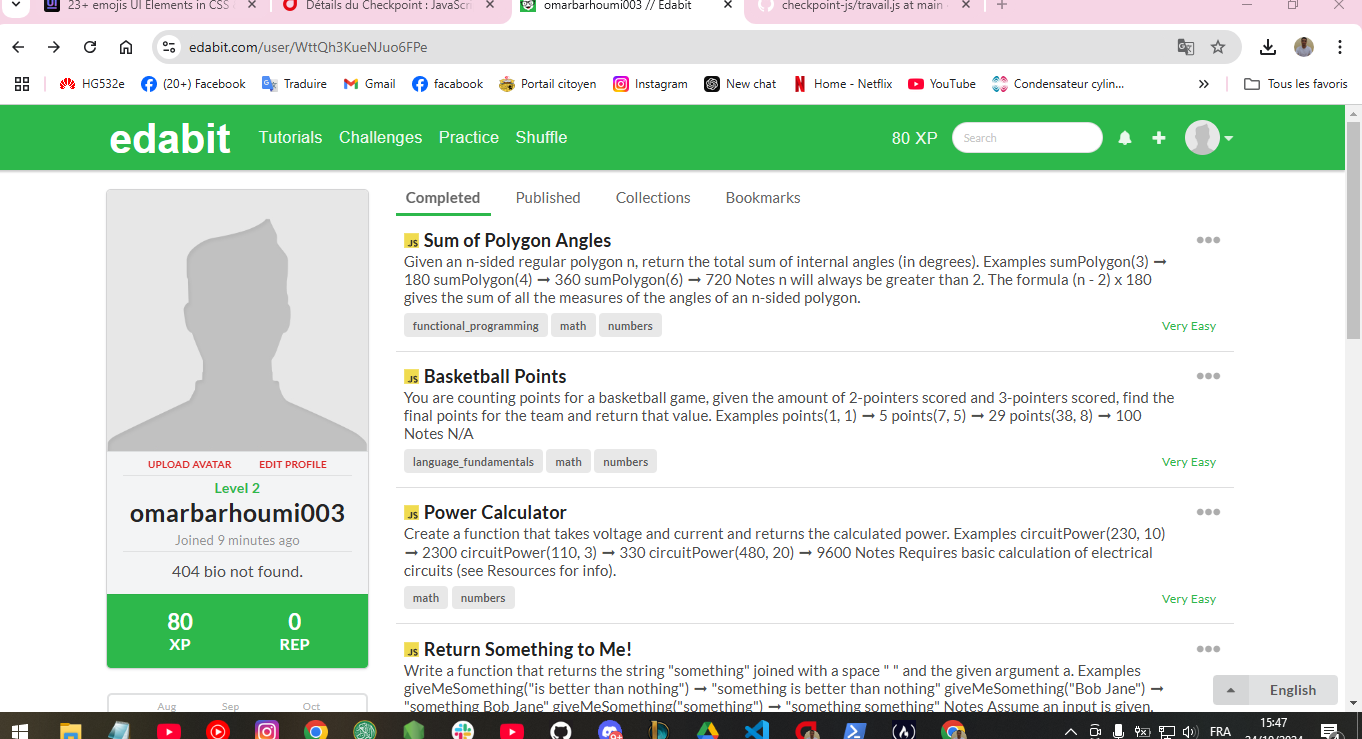 23+ emojis UI Elements in CSS
Détails du Checkpoint : JavaScri
omarbarhoumi003 // Edabit
checkpoint-js/travail.js at main
edabit.com/user/WttQh3KueNJuo6FPe
HG532e
(20+) Facebook
Traduire
Gmail
facabook
Portail citoyen
Instagram
New chat
Home - Netflix
YouTube
Condensateur cylin...
Tous les favoris
edabit
Tutorials
Challenges
Practice
Shuffle
80 XP
Search
UPLOAD AVATAR
EDIT PROFILE
Level 2
omarbarhoumi003
Joined 9 minutes ago
404 bio not found.
80
XP
0
REP
Aug
Sep
Oct
Completed
Published
Collections
Bookmarks
JS Sum of Polygon Angles
Given an n-sided regular polygon n, return the total sum of internal angles (in degrees). Examples sumPolygon(3) ➞
180 sumPolygon(4) ➞ 360 sumPolygon(6) ➞ 720 Notes n will always be greater than 2. The formula (n - 2) x 180
gives the sum of all the measures of the angles of an n-sided polygon.
functional_programming
math
numbers
Very Easy
JS Basketball Points
You are counting points for a basketball game, given the amount of 2-pointers scored and 3-pointers scored, find the
final points for the team and return that value. Examples points(1, 1) ➞ 5 points(7, 5) ➞ 29 points(38, 8) ➞ 100
Notes N/A
language_fundamentals
math
numbers
Very Easy
JS Power Calculator
Create a function that takes voltage and current and returns the calculated power. Examples circuitPower(230, 10)
➞ 2300 circuitPower(110, 3) ➞ 330 circuitPower(480, 20) ➞ 9600 Notes Requires basic calculation of electrical
circuits (see Resources for info).
math
numbers
Very Easy
JS Return Something to Me!
Write a function that returns the string "something" joined with a space " " and the given argument a. Examples
giveMeSomething("is better than nothing") ➞ "something is better than nothing" giveMeSomething("Bob Jane") ➞
"something Bob Jane" giveMeSomething("something") ➞ "something something" Notes Assume an input is given.
English
FRA
15:47
24/10/2024